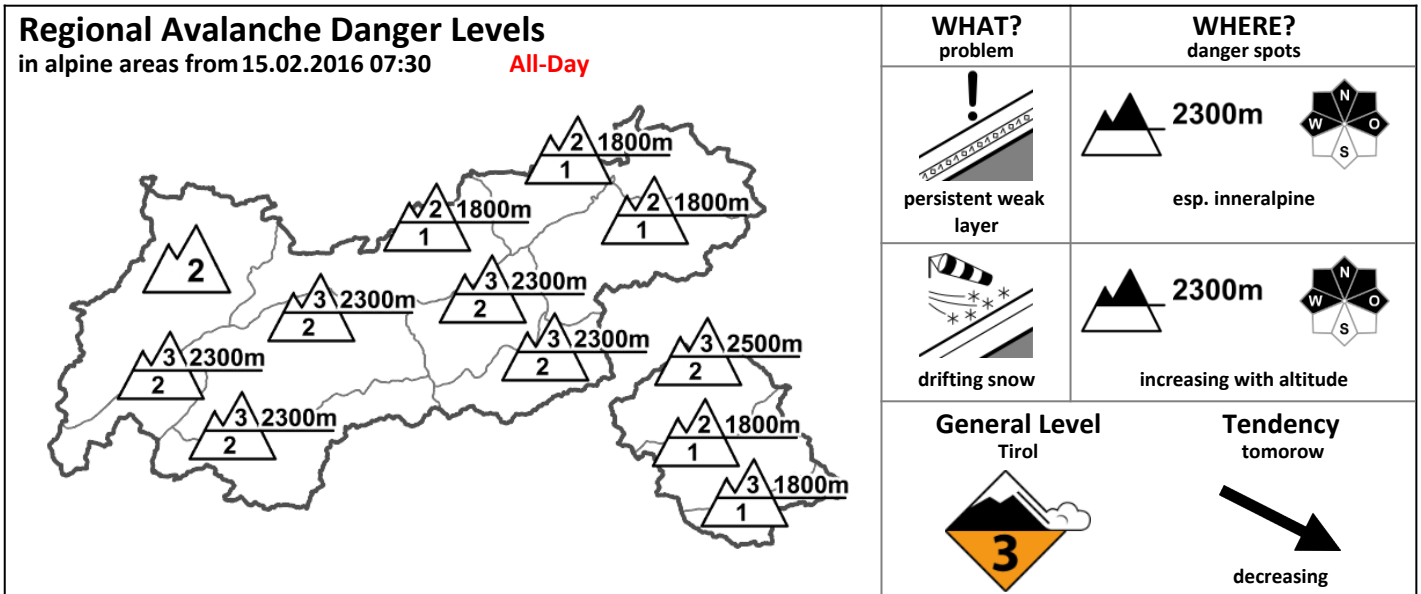 Regional Avalanche Danger Levels
in alpine areas from 15.02.2016 07:30 All-Day
2 1800m
1
2 1800m
1
2 1800m
1
2
3 2300m
2
3 2300m
2
3 2300m
2
3 2300m
2
3 2300m
2
3 2500m
2
2 1800m
1
3 1800m
1
WHAT?
problem
WHERE?
danger spots
persistent weak
layer
2300m
N
W O
S
esp. inneralpine
drifting snow
2300m
N
W O
S
increasing with altitude
General Level
Tirol
3
Tendency
tomorow
decreasing